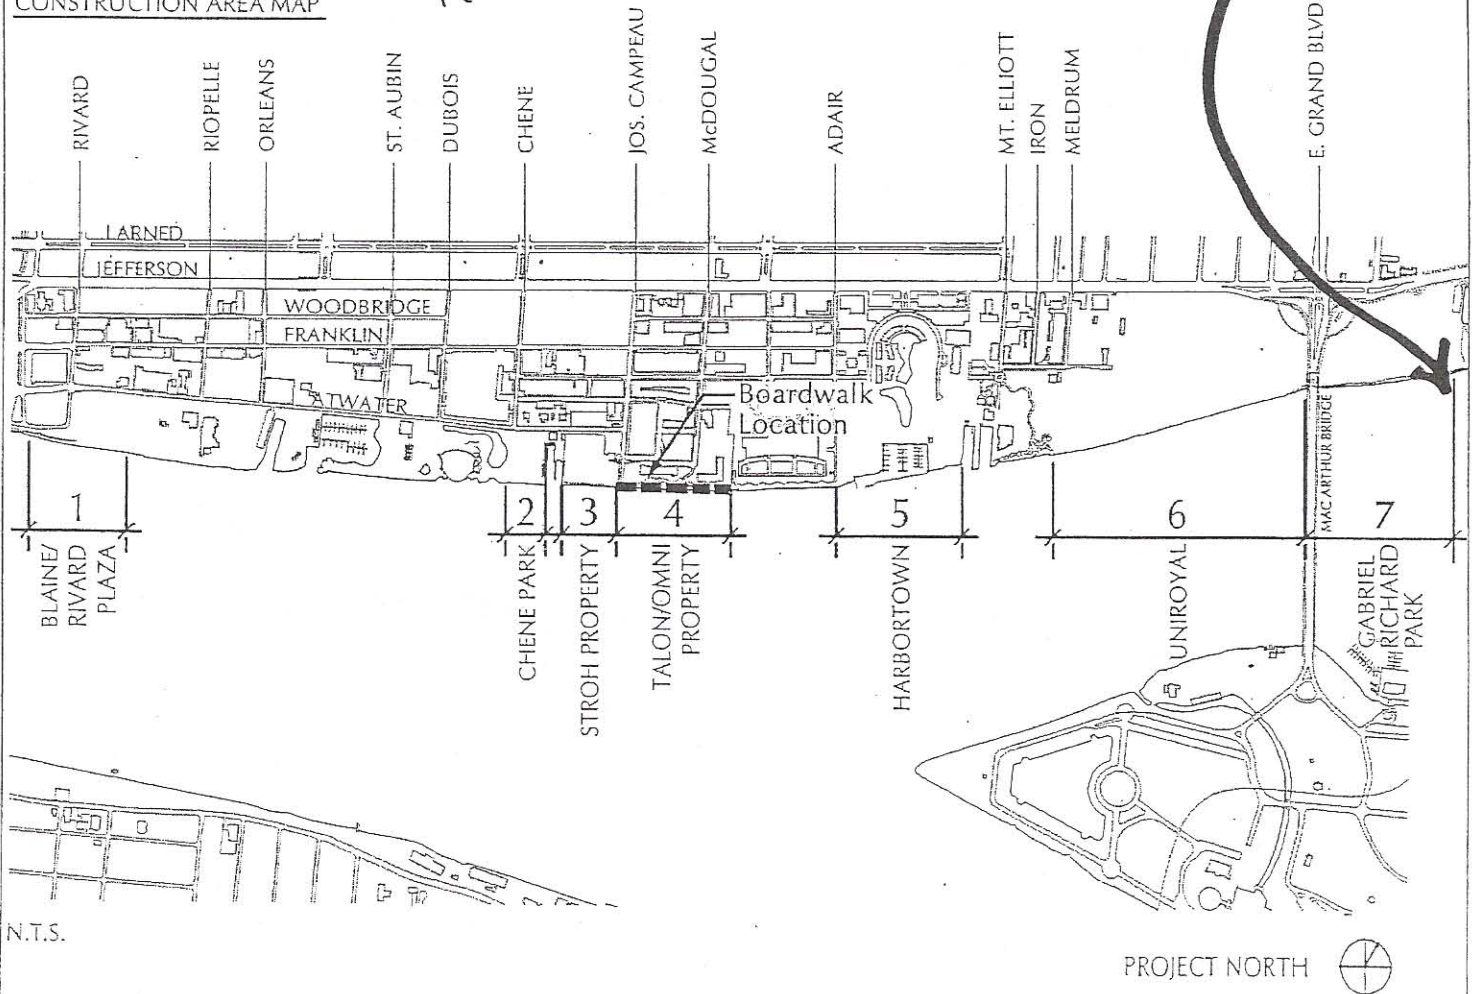 CONSTRUCTION AREA MAP
RIVARD
RIOPELLE
ORLEANS
ST. AUBIN
DUBOIS
CHENE
JOS. CAMPEAU
McDOUGAL
ADAIR
MT. ELLIOTT
IRON
MELDRUM
E. GRAND BLVD
LARNED
JEFFERSON
WOODBRIDGE
FRANKLIN
ATWATER
Boardwalk
Location
MAC ARTHUR BRIDGE
1
2
3
4
5
6
7
BLAINE/
RIVARD
PLAZA
CHENE PARK
STROH PROPERTY
TALON/OMNI
PROPERTY
HARBORTOWN
UNIROYAL
GABRIEL
RICHARD
PARK
N.T.S.
PROJECT NORTH